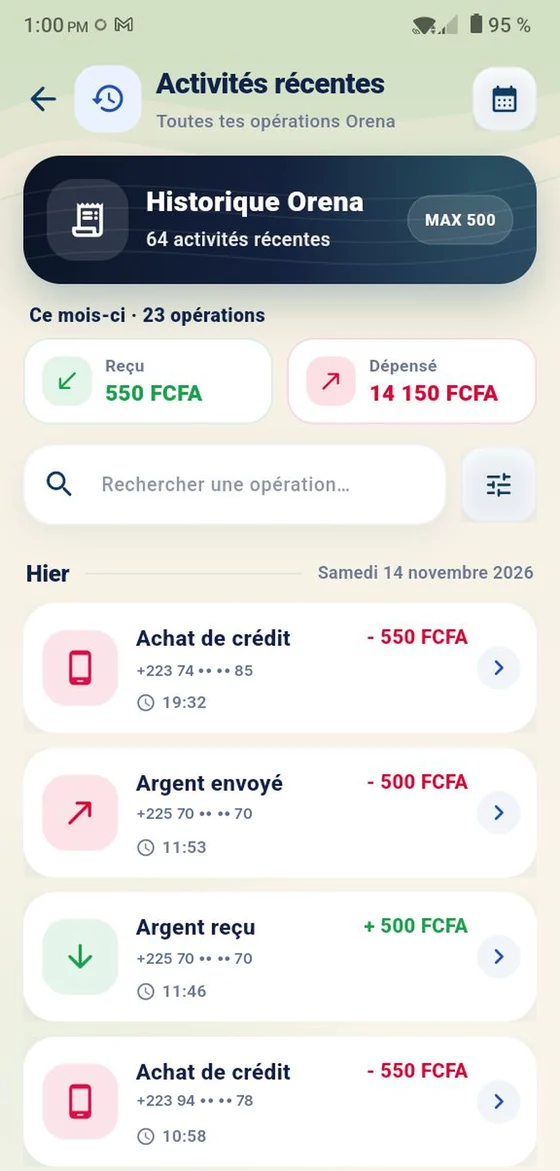 1:00 PM 95 %
Activités récentes
Toutes tes opérations Orena
Historique Orena
64 activités récentes
MAX 500
Ce mois-ci · 23 opérations
Reçu
550 FCFA
Dépensé
14 150 FCFA
Rechercher une opération…
Hier
Samedi 14 novembre 2026
Achat de crédit - 550 FCFA
+223 74 •• •• 85
19:32
Argent envoyé - 500 FCFA
+225 70 •• •• 70
11:53
Argent reçu + 500 FCFA
+225 70 •• •• 70
11:46
Achat de crédit - 550 FCFA
+223 94 •• •• 78
10:58